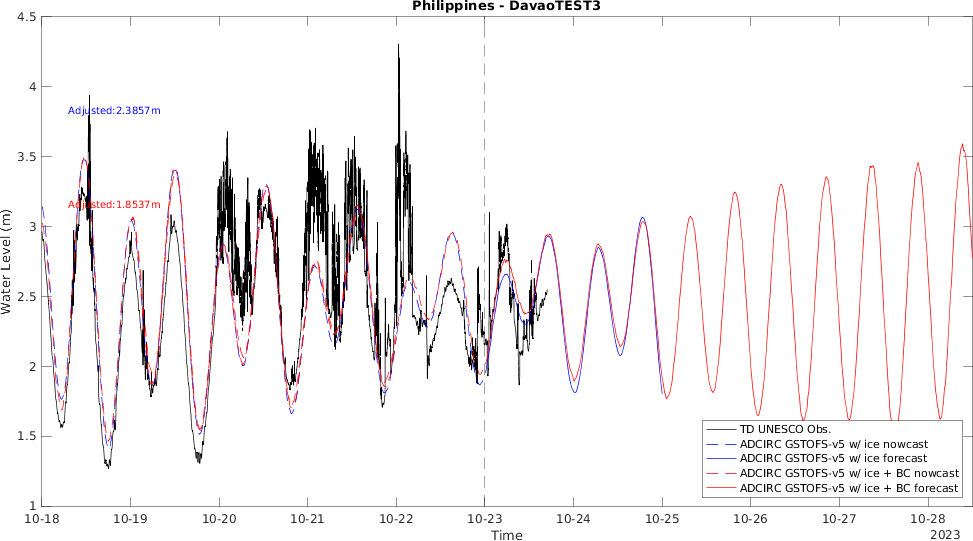 Philippines - DavaoTEST3
4.5
4
3.5
3
2.5
2
1.5
1
Water Level (m)
Adjusted:2.3857m
Adjusted:1.8537m
TD UNESCO Obs.
ADCIRC GSTOFS-v5 w/ ice nowcast
ADCIRC GSTOFS-v5 w/ ice forecast
ADCIRC GSTOFS-v5 w/ ice + BC nowcast
ADCIRC GSTOFS-v5 w/ ice + BC forecast
10-18 10-19 10-20 10-21 10-22 10-23 10-24 10-25 10-26 10-27 10-28
Time 2023